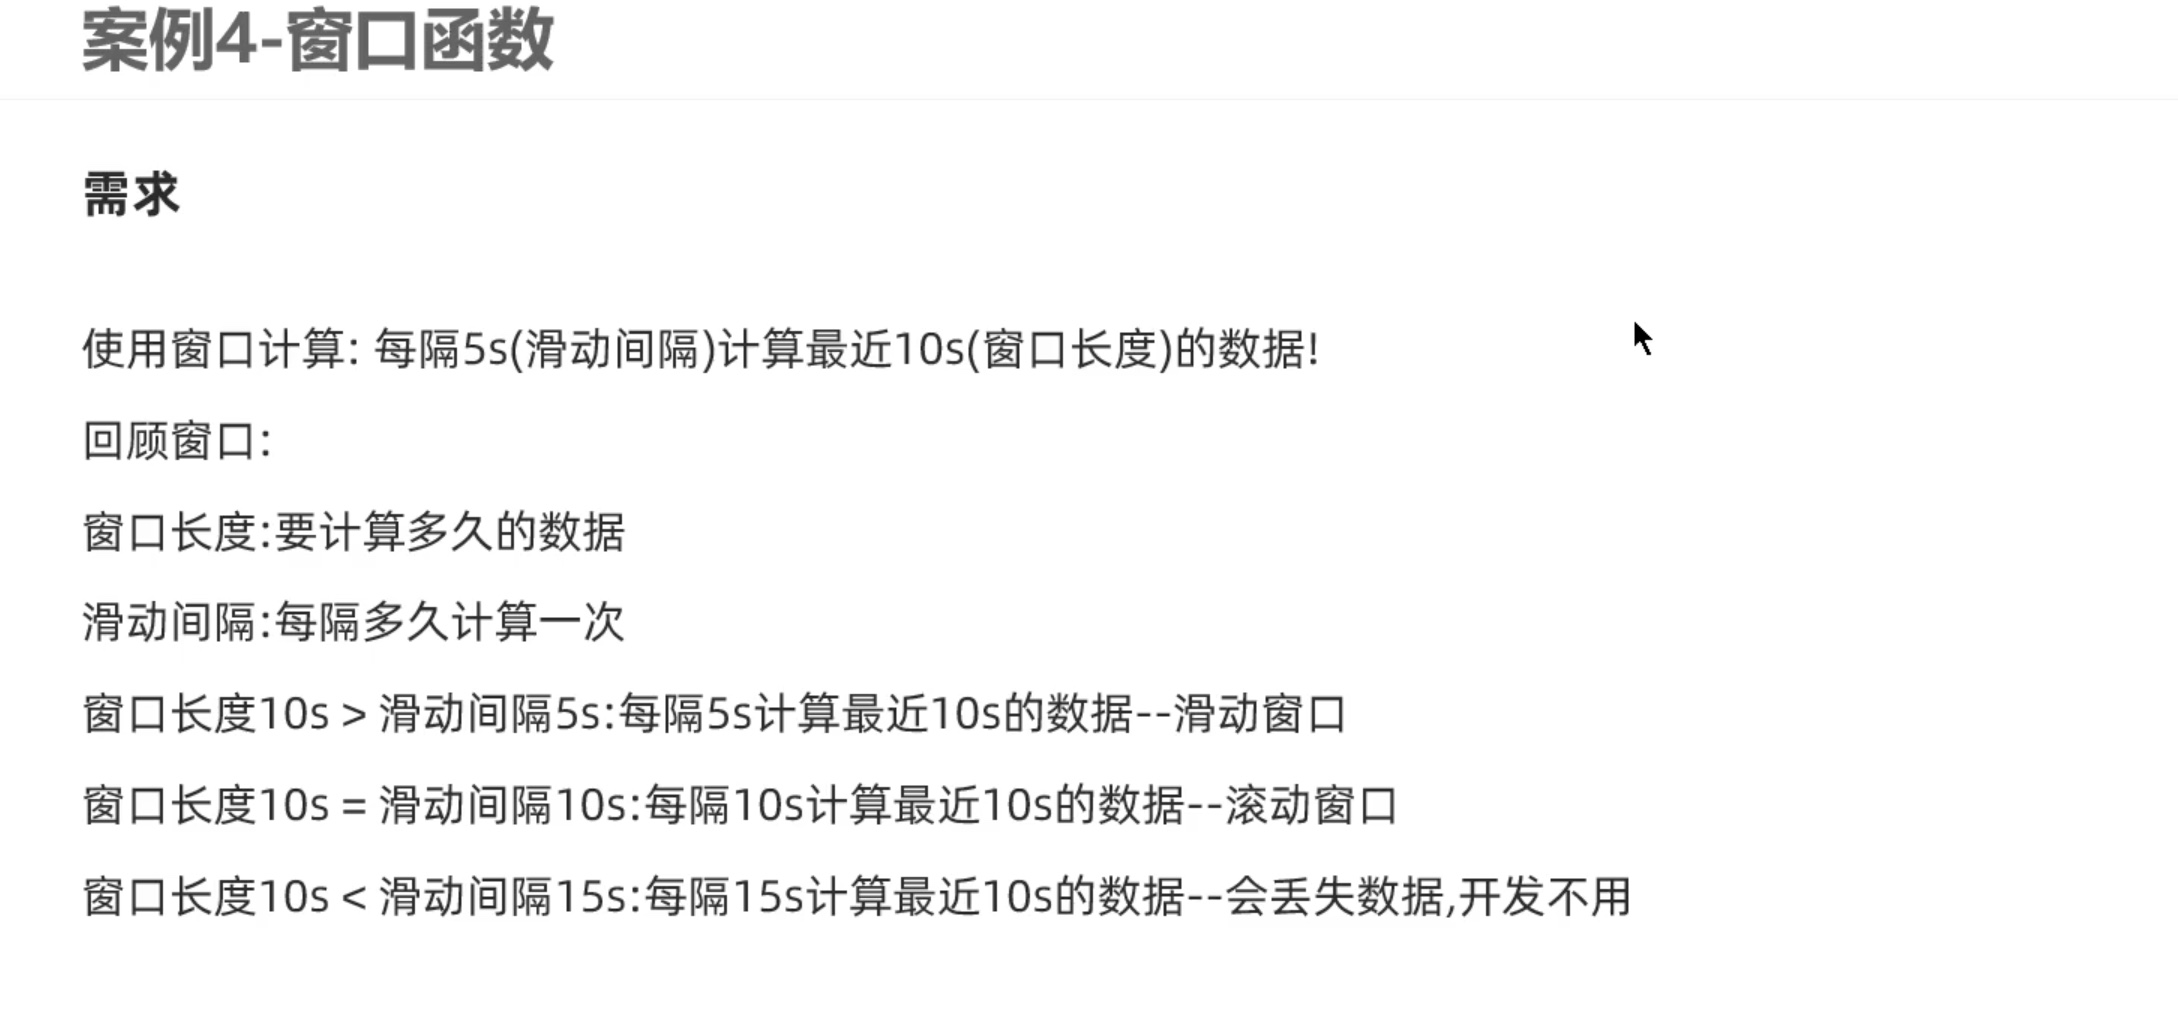 案例4-窗口函数
需求
使用窗口计算: 每隔5s(滑动间隔)计算最近10s(窗口长度)的数据!
回顾窗口:
窗口长度:要计算多久的数据
滑动间隔:每隔多久计算一次
窗口长度10s > 滑动间隔5s:每隔5s计算最近10s的数据--滑动窗口
窗口长度10s = 滑动间隔10s:每隔10s计算最近10s的数据--滚动窗口
窗口长度10s < 滑动间隔15s:每隔15s计算最近10s的数据--会丢失数据,开发不用